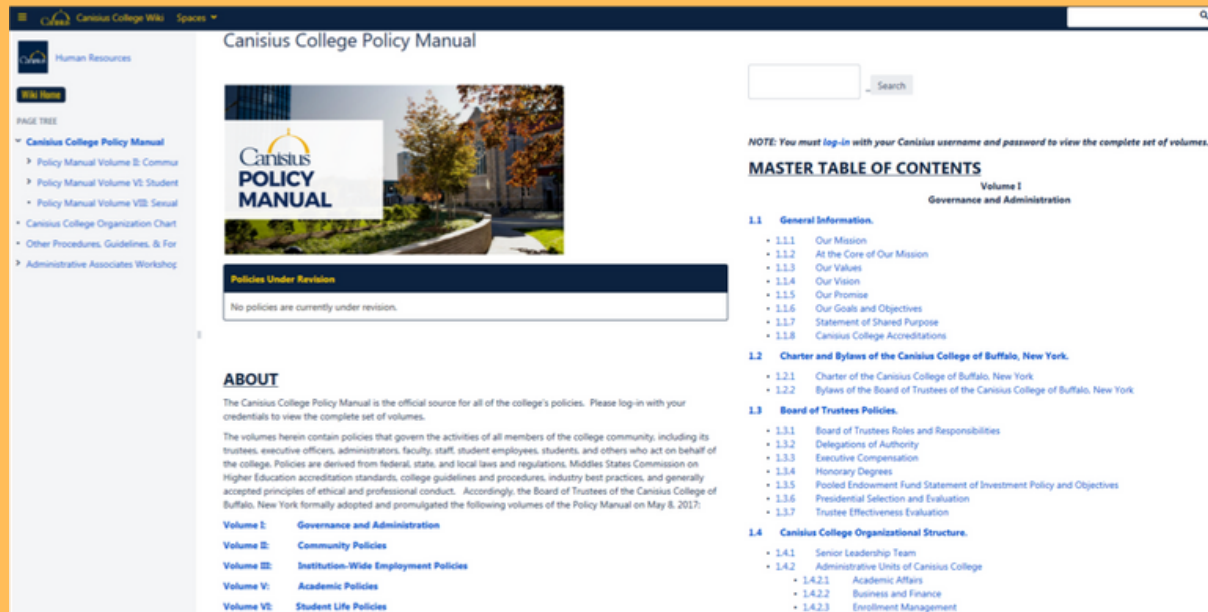 Canisius
Canisius College Wiki Spaces
Canisius
Human Resources
Wiki Home
PAGE TREE
Canisius College Policy Manual
Policy Manual Volume II: Commur
Policy Manual Volume VI: Student
Policy Manual Volume VIII: Sexual
Canisius College Organization Chart
Other Procedures, Guidelines, & For
Administrative Associates Workshop
Canisius College Policy Manual
Canisius
POLICY
MANUAL
Policies Under Revision
No policies are currently under revision.
ABOUT
The Canisius College Policy Manual is the official source for all of the college's policies. Please log-in with your
credentials to view the complete set of volumes.
The volumes herein contain policies that govern the activities of all members of the college community, including its
trustees, executive officers, administrators, faculty, staff, student employees, students, and others who act on behalf of
the college. Policies are derived from federal, state, and local laws and regulations, Middles States Commission on
Higher Education accreditation standards, college guidelines and procedures, industry best practices, and generally
accepted principles of ethical and professional conduct. Accordingly, the Board of Trustees of the Canisius College of
Buffalo, New York formally adopted and promulgated the following volumes of the Policy Manual on May 8, 2017:
Volume I: Governance and Administration
Volume II: Community Policies
Volume III: Institution-Wide Employment Policies
Volume V: Academic Policies
Volume VI: Student Life Policies
Search
NOTE: You must log-in with your Canisius username and password to view the complete set of volumes.
MASTER TABLE OF CONTENTS
Volume I
Governance and Administration
1.1 General Information.
1.1.1 Our Mission
1.1.2 At the Core of Our Mission
1.1.3 Our Values
1.1.4 Our Vision
1.1.5 Our Promise
1.1.6 Our Goals and Objectives
1.1.7 Statement of Shared Purpose
1.1.8 Canisius College Accreditations
1.2 Charter and Bylaws of the Canisius College of Buffalo, New York.
1.2.1 Charter of the Canisius College of Buffalo, New York
1.2.2 Bylaws of the Board of Trustees of the Canisius College of Buffalo, New York
1.3 Board of Trustees Policies.
1.3.1 Board of Trustees Roles and Responsibilities
1.3.2 Delegations of Authority
1.3.3 Executive Compensation
1.3.4 Honorary Degrees
1.3.5 Pooled Endowment Fund Statement of Investment Policy and Objectives
1.3.6 Presidential Selection and Evaluation
1.3.7 Trustee Effectiveness Evaluation
1.4 Canisius College Organizational Structure.
1.4.1 Senior Leadership Team
1.4.2 Administrative Units of Canisius College
1.4.2.1 Academic Affairs
1.4.2.2 Business and Finance
1.4.2.3 Enrollment Management